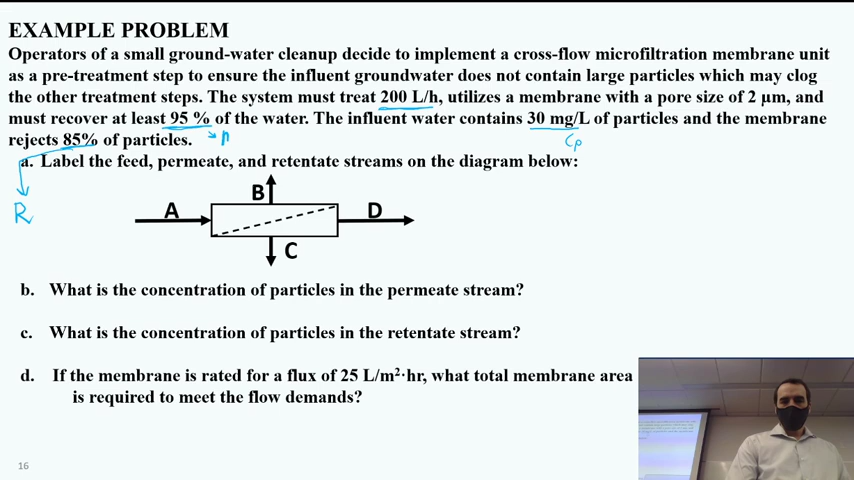 EXAMPLE PROBLEM
Operators of a small ground-water cleanup decide to implement a cross-flow microfiltration membrane unit
as a pre-treatment step to ensure the influent groundwater does not contain large particles which may clog
the other treatment steps. The system must treat 200 L/h, utilizes a membrane with a pore size of 2 µm, and
must recover at least 95 % of the water. The influent water contains 30 mg/L of particles and the membrane
rejects 85% of particles.
a. Label the feed, permeate, and retentate streams on the diagram below:
R
A
B
D
C
b. What is the concentration of particles in the permeate stream?
c. What is the concentration of particles in the retentate stream?
d. If the membrane is rated for a flux of 25 L/m²·hr, what total membrane area
is required to meet the flow demands?
16